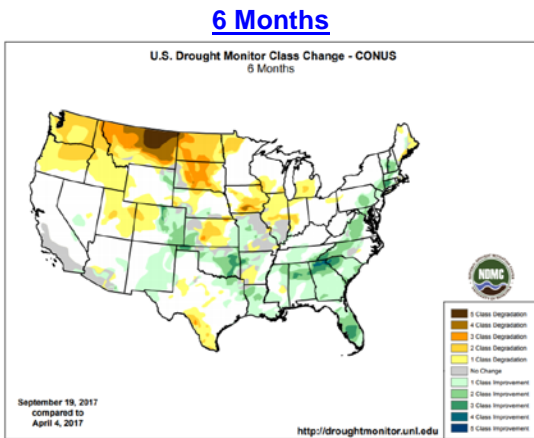 6 Months
U.S. Drought Monitor Class Change - CONUS
6 Months
NDMC
5 Class Degradation
4 Class Degradation
3 Class Degradation
2 Class Degradation
1 Class Degradation
No Change
1 Class Improvement
2 Class Improvement
3 Class Improvement
4 Class Improvement
5 Class Improvement
September 19, 2017
compared to
April 4, 2017
http://droughtmonitor.unl.edu